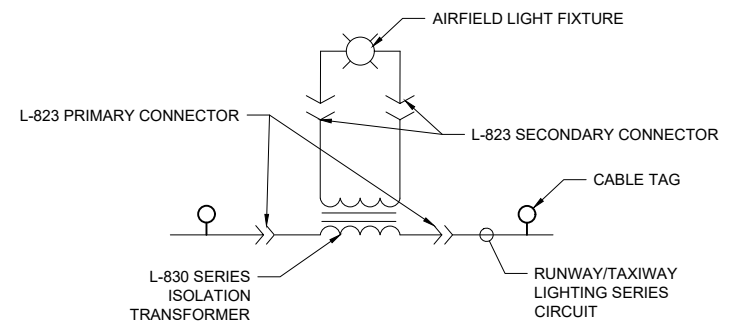 AIRFIELD LIGHT FIXTURE
L-823 PRIMARY CONNECTOR
L-823 SECONDARY CONNECTOR
CABLE TAG
L-830 SERIES
ISOLATION
TRANSFORMER
RUNWAY/TAXIWAY
LIGHTING SERIES
CIRCUIT